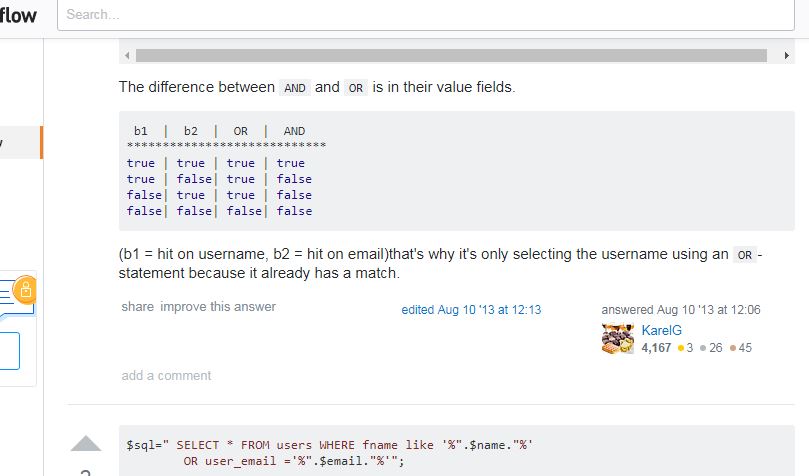 flow
Search...
The difference between AND and OR is in their value fields.
b1 | b2 | OR | AND
****************************
true | true | true | true
true | false| true | false
false| true | true | false
false| false| false| false
(b1 = hit on username, b2 = hit on email)that's why it's only selecting the username using an OR -
statement because it already has a match.
share improve this answer
edited Aug 10 '13 at 12:13
answered Aug 10 '13 at 12:06
KarelG
4,167 ●3 ●26 ●45
add a comment
$sql=" SELECT * FROM users WHERE fname like '%".$name."%'
OR user_email ='%".$email."%'";